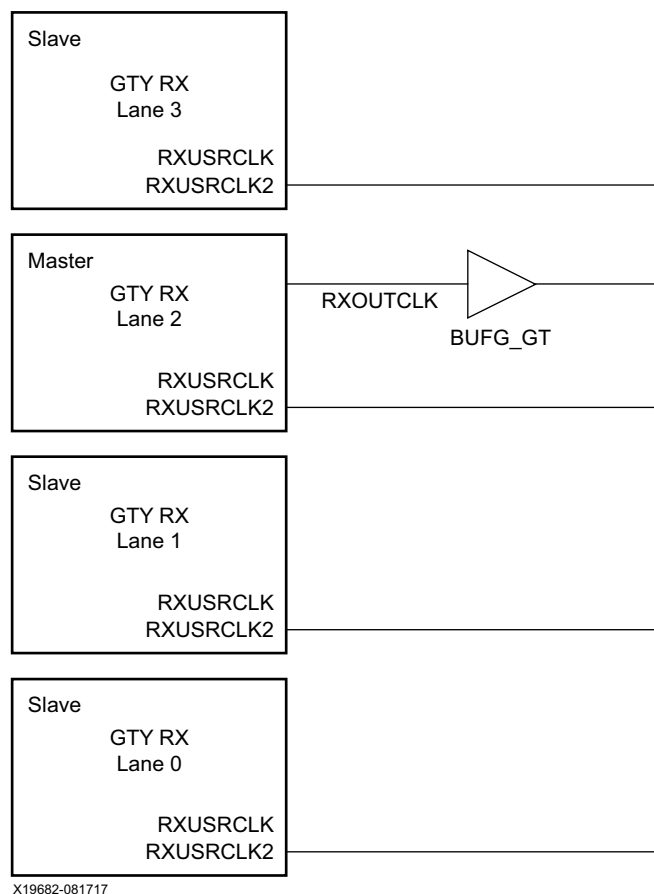 Slave
GTY RX
Lane 3
RXUSRCLK
RXUSRCLK2
Master
GTY RX
Lane 2
RXOUTCLK
BUFG_GT
RXUSRCLK
RXUSRCLK2
Slave
GTY RX
Lane 1
RXUSRCLK
RXUSRCLK2
Slave
GTY RX
Lane 0
RXUSRCLK
RXUSRCLK2
X19682-081717